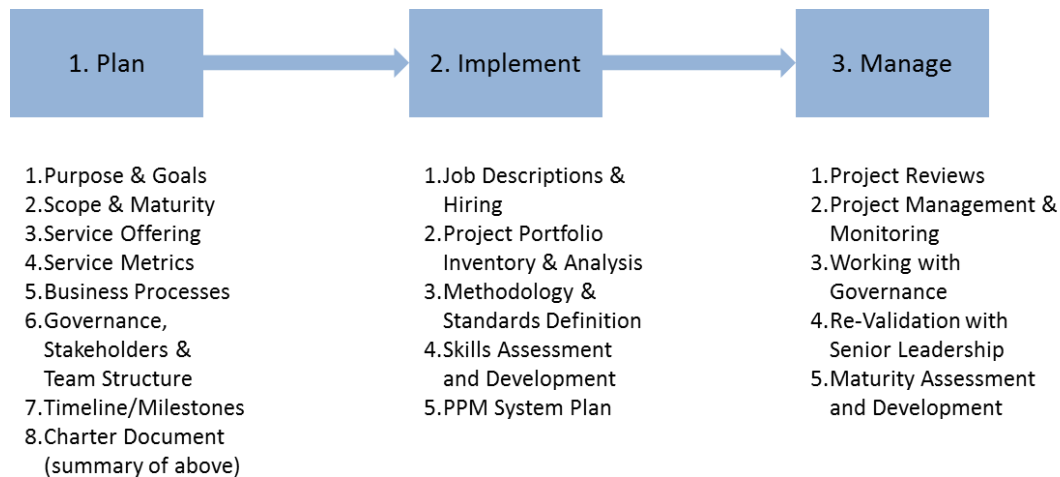 1. Plan
2. Implement
3. Manage
1.Purpose & Goals
2.Scope & Maturity
3.Service Offering
4.Service Metrics
5.Business Processes
6.Governance,
Stakeholders &
Team Structure
7.Timeline/Milestones
8.Charter Document
(summary of above)
1.Job Descriptions &
Hiring
2.Project Portfolio
Inventory & Analysis
3.Methodology &
Standards Definition
4.Skills Assessment
and Development
5.PPM System Plan
1.Project Reviews
2.Project Management &
Monitoring
3.Working with
Governance
4.Re-Validation with
Senior Leadership
5.Maturity Assessment
and Development